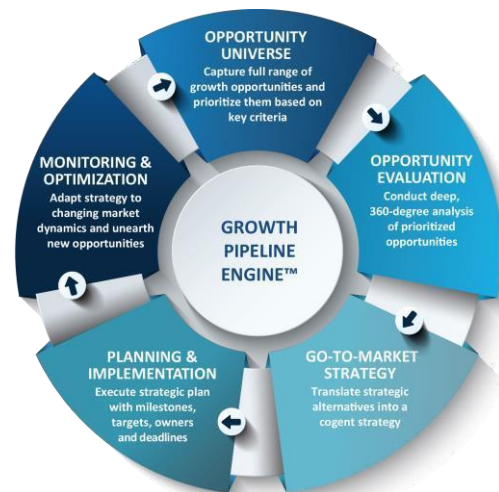 OPPORTUNITY
UNIVERSE
Capture full range of
growth opportunities and
prioritize them based on
key criteria
OPPORTUNITY
EVALUATION
Conduct deep,
360-degree analysis
of prioritized
opportunities
GO-TO-MARKET
STRATEGY
Translate strategic
alternatives into a
cogent strategy
PLANNING &
IMPLEMENTATION
Execute strategic plan
with milestones,
targets, owners
and deadlines
MONITORING &
OPTIMIZATION
Adapt strategy to
changing market
dynamics and unearth
new opportunities
GROWTH
PIPELINE
ENGINE™